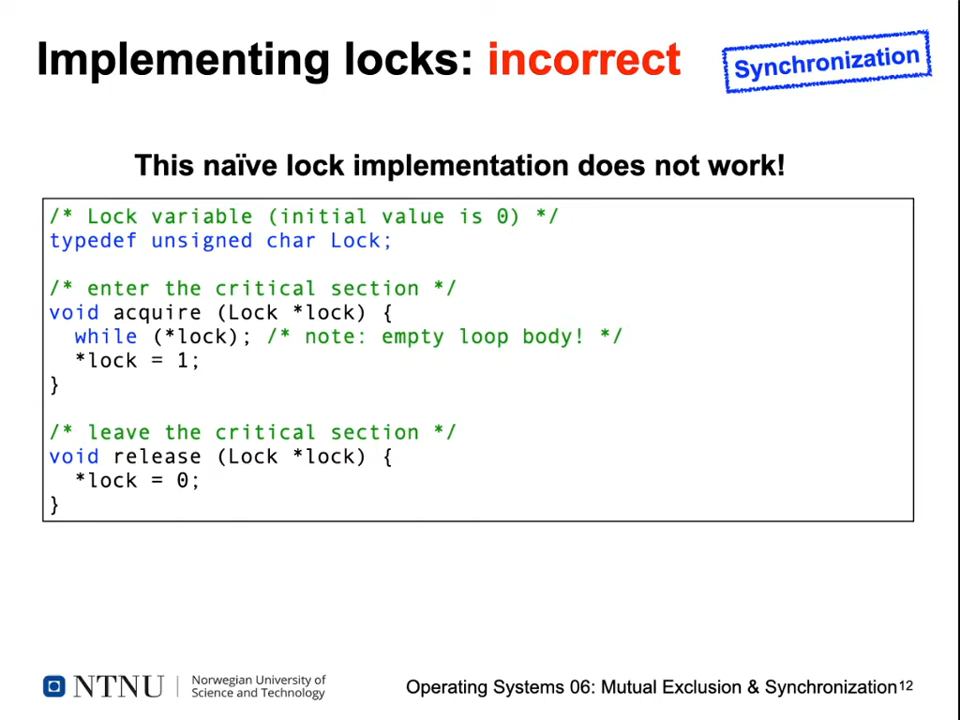 Implementing locks: incorrect
Synchronization
This naïve lock implementation does not work!
/* Lock variable (initial value is 0) */
typedef unsigned char Lock;
/* enter the critical section */
void acquire (Lock *lock) {
  while (*lock); /* note: empty loop body! */
  *lock = 1;
}
/* leave the critical section */
void release (Lock *lock) {
  *lock = 0;
}
NTNU
Norwegian University of
Science and Technology
Operating Systems 06: Mutual Exclusion & Synchronization 12